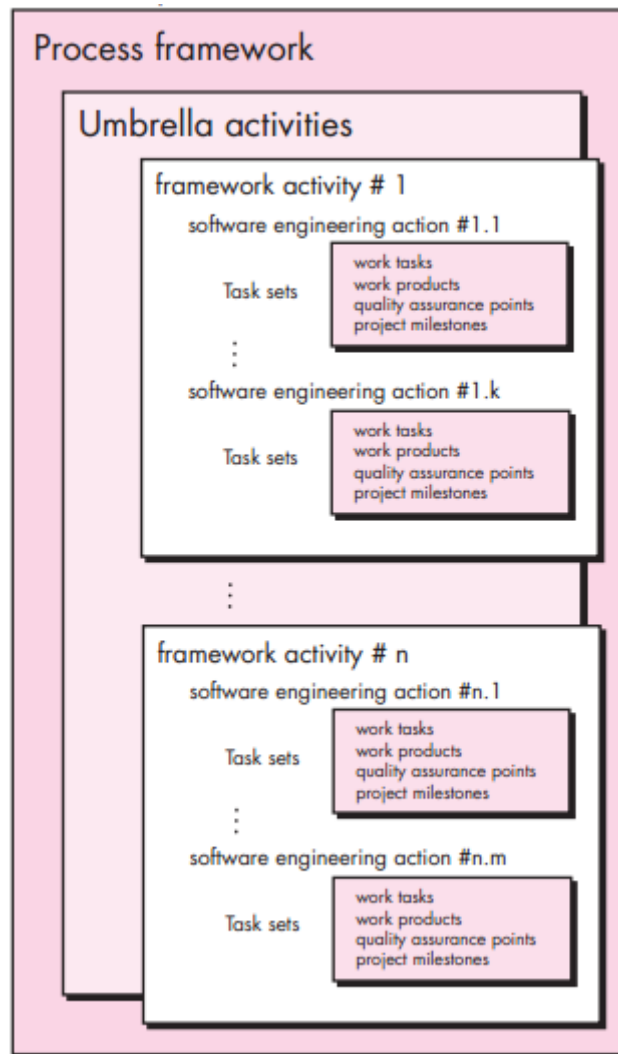 Process framework
Umbrella activities
framework activity # 1
software engineering action #1.1
Task sets
work tasks
work products
quality assurance points
project milestones
software engineering action #1.k
Task sets
work tasks
work products
quality assurance points
project milestones
framework activity # n
software engineering action #n.1
Task sets
work tasks
work products
quality assurance points
project milestones
software engineering action #n.m
Task sets
work tasks
work products
quality assurance points
project milestones